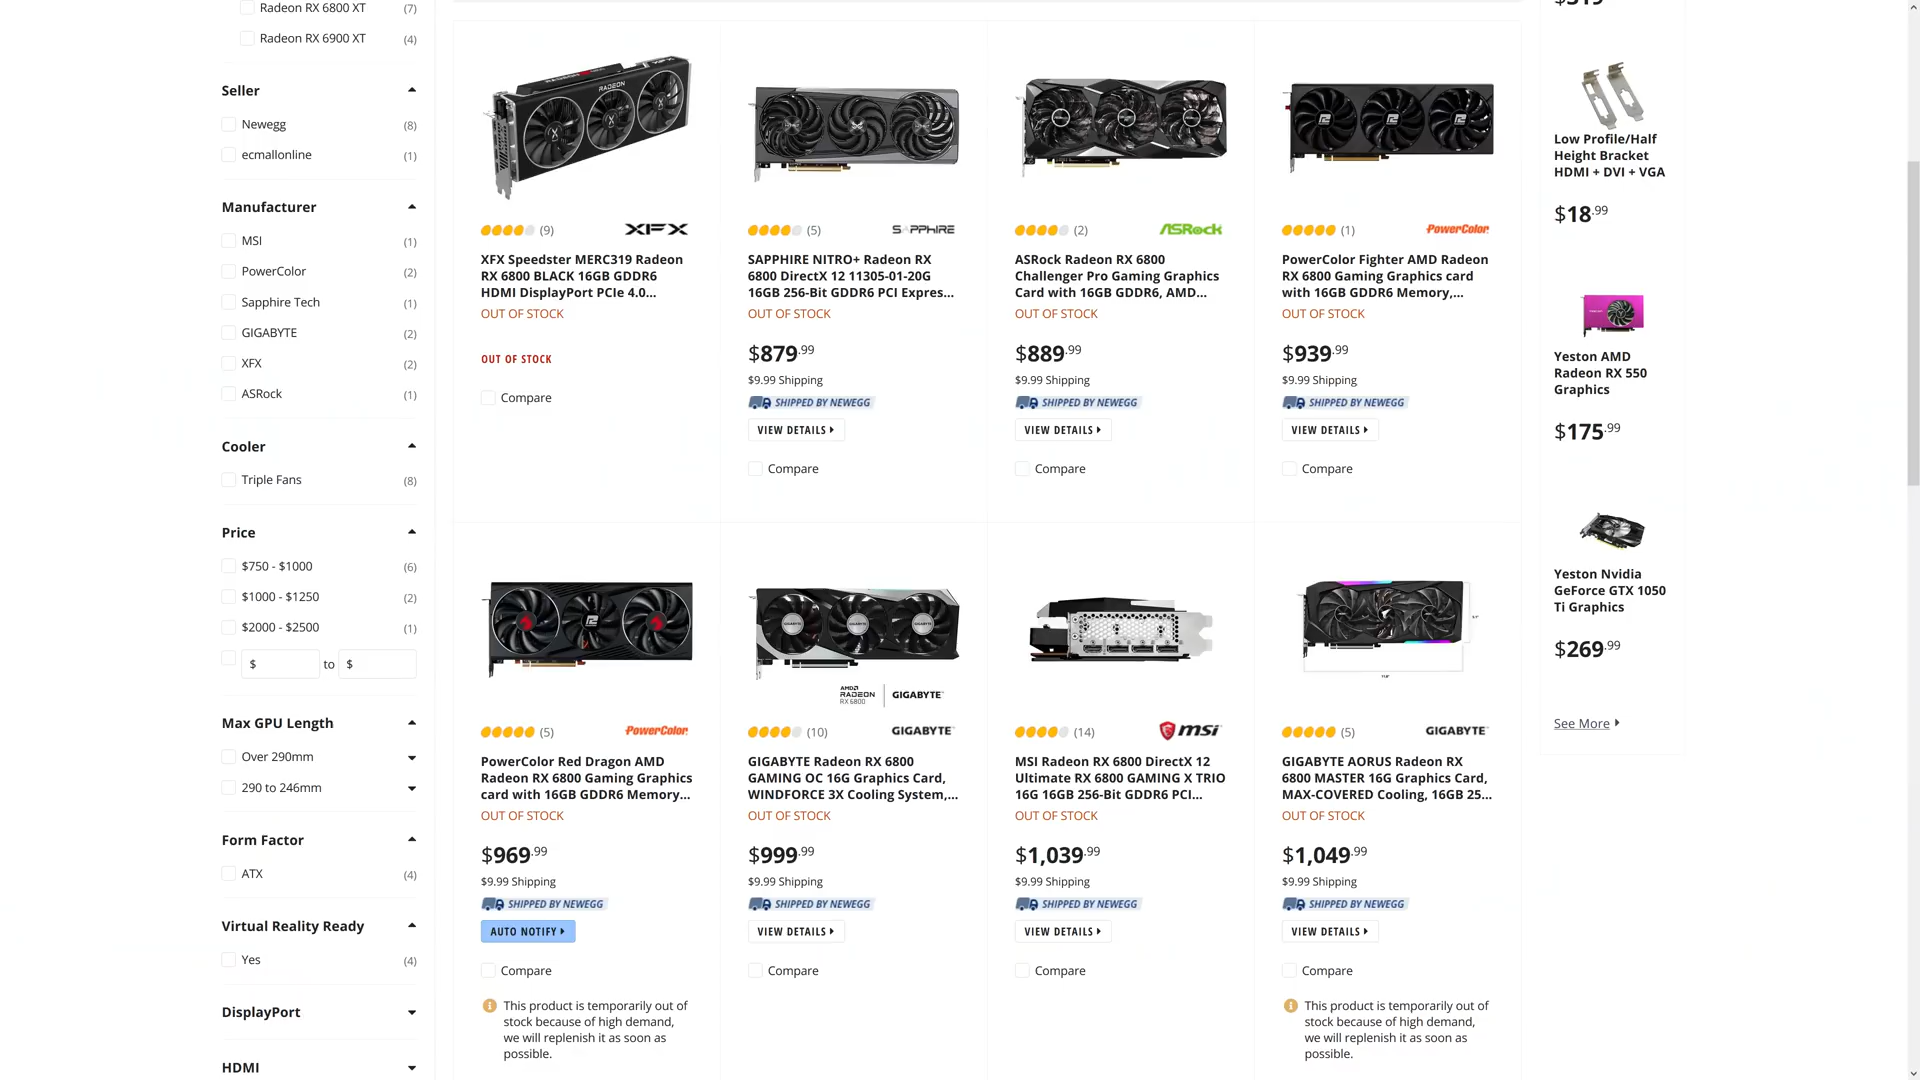 Radeon RX 6800 XT (7)
Radeon RX 6900 XT (4)
Seller
Newegg (8)
ecmallonline (1)
Manufacturer
MSI (1)
PowerColor (2)
Sapphire Tech (1)
GIGABYTE (2)
XFX (2)
ASRock (1)
Cooler
Triple Fans (8)
Price
$750 - $1000 (6)
$1000 - $1250 (2)
$2000 - $2500 (1)
$ to $
Max GPU Length
Over 290mm
290 to 246mm
Form Factor
ATX (4)
Virtual Reality Ready
Yes (4)
DisplayPort
HDMI
RADEON
(9) XFX
XFX Speedster MERC319 Radeon
RX 6800 BLACK 16GB GDDR6
HDMI DisplayPort PCIe 4.0...
OUT OF STOCK
OUT OF STOCK
Compare
(5) SAPPHIRE
SAPPHIRE NITRO+ Radeon RX
6800 DirectX 12 11305-01-20G
16GB 256-Bit GDDR6 PCI Expres...
OUT OF STOCK
$879.99
$9.99 Shipping
SHIPPED BY NEWEGG
VIEW DETAILS
Compare
(2) ASRock
ASRock Radeon RX 6800
Challenger Pro Gaming Graphics
Card with 16GB GDDR6, AMD...
OUT OF STOCK
$889.99
$9.99 Shipping
SHIPPED BY NEWEGG
VIEW DETAILS
Compare
(1) PowerColor
PowerColor Fighter AMD Radeon
RX 6800 Gaming Graphics card
with 16GB GDDR6 Memory,...
OUT OF STOCK
$939.99
$9.99 Shipping
SHIPPED BY NEWEGG
VIEW DETAILS
Compare
(5) PowerColor
PowerColor Red Dragon AMD
Radeon RX 6800 Gaming Graphics
card with 16GB GDDR6 Memory...
OUT OF STOCK
$969.99
$9.99 Shipping
SHIPPED BY NEWEGG
AUTO NOTIFY
Compare
This product is temporarily out of
stock because of high demand,
we will replenish it as soon as
possible.
GIGABYTE GIGABYTE GIGABYTE
AMD
RADEON
RX 6800
GIGABYTE
(10) GIGABYTE
GIGABYTE Radeon RX 6800
GAMING OC 16G Graphics Card,
WINDFORCE 3X Cooling System,...
OUT OF STOCK
$999.99
$9.99 Shipping
SHIPPED BY NEWEGG
VIEW DETAILS
Compare
(14) msi
MSI Radeon RX 6800 DirectX 12
Ultimate RX 6800 GAMING X TRIO
16G 16GB 256-Bit GDDR6 PCI...
OUT OF STOCK
$1,039.99
$9.99 Shipping
SHIPPED BY NEWEGG
VIEW DETAILS
Compare
(5) GIGABYTE
GIGABYTE AORUS Radeon RX
6800 MASTER 16G Graphics Card,
MAX-COVERED Cooling, 16GB 25...
OUT OF STOCK
$1,049.99
$9.99 Shipping
SHIPPED BY NEWEGG
VIEW DETAILS
Compare
This product is temporarily out of
stock because of high demand,
we will replenish it as soon as
possible.
Low Profile/Half
Height Bracket
HDMI + DVI + VGA
$18.99
Yeston AMD
Radeon RX 550
Graphics
$175.99
Yeston Nvidia
GeForce GTX 1050
Ti Graphics
$269.99
See More